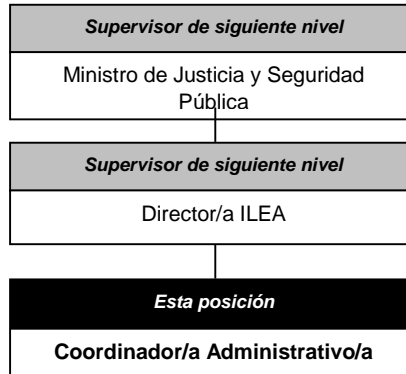 Supervisor de siguiente nivel
Ministro de Justicia y Seguridad
Pública
Supervisor de siguiente nivel
Director/a ILEA
Esta posición
Coordinador/a Administrativo/a